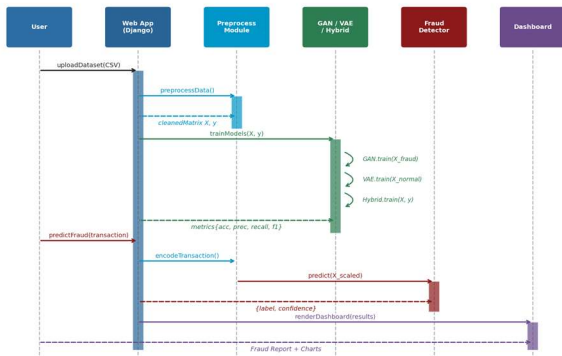 User
Web App
(Django)
Preprocess
Module
GAN / VAE
/ Hybrid
Fraud
Detector
Dashboard
uploadDataset(CSV)
preprocessData()
cleanedMatrix X, y
trainModels(X, y)
GAN.train(X_fraud)
VAE.train(X_normal)
Hybrid.train(X, y)
metrics{acc, prec, recall, f1}
predictFraud(transaction)
encodeTransaction()
predict(X_scaled)
{label, confidence}
renderDashboard(results)
Fraud Report + Charts